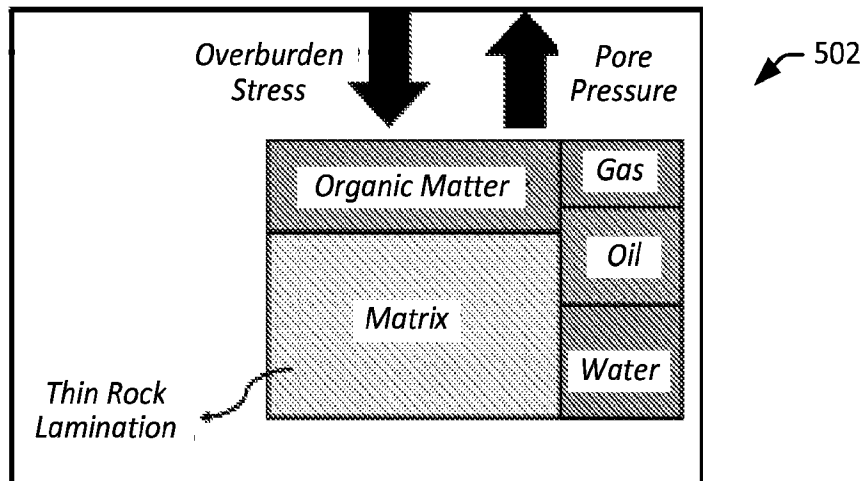 Overburden
Stress
Pore
Pressure
502
Organic Matter
Gas
Oil
Matrix
Water
Thin Rock
Lamination